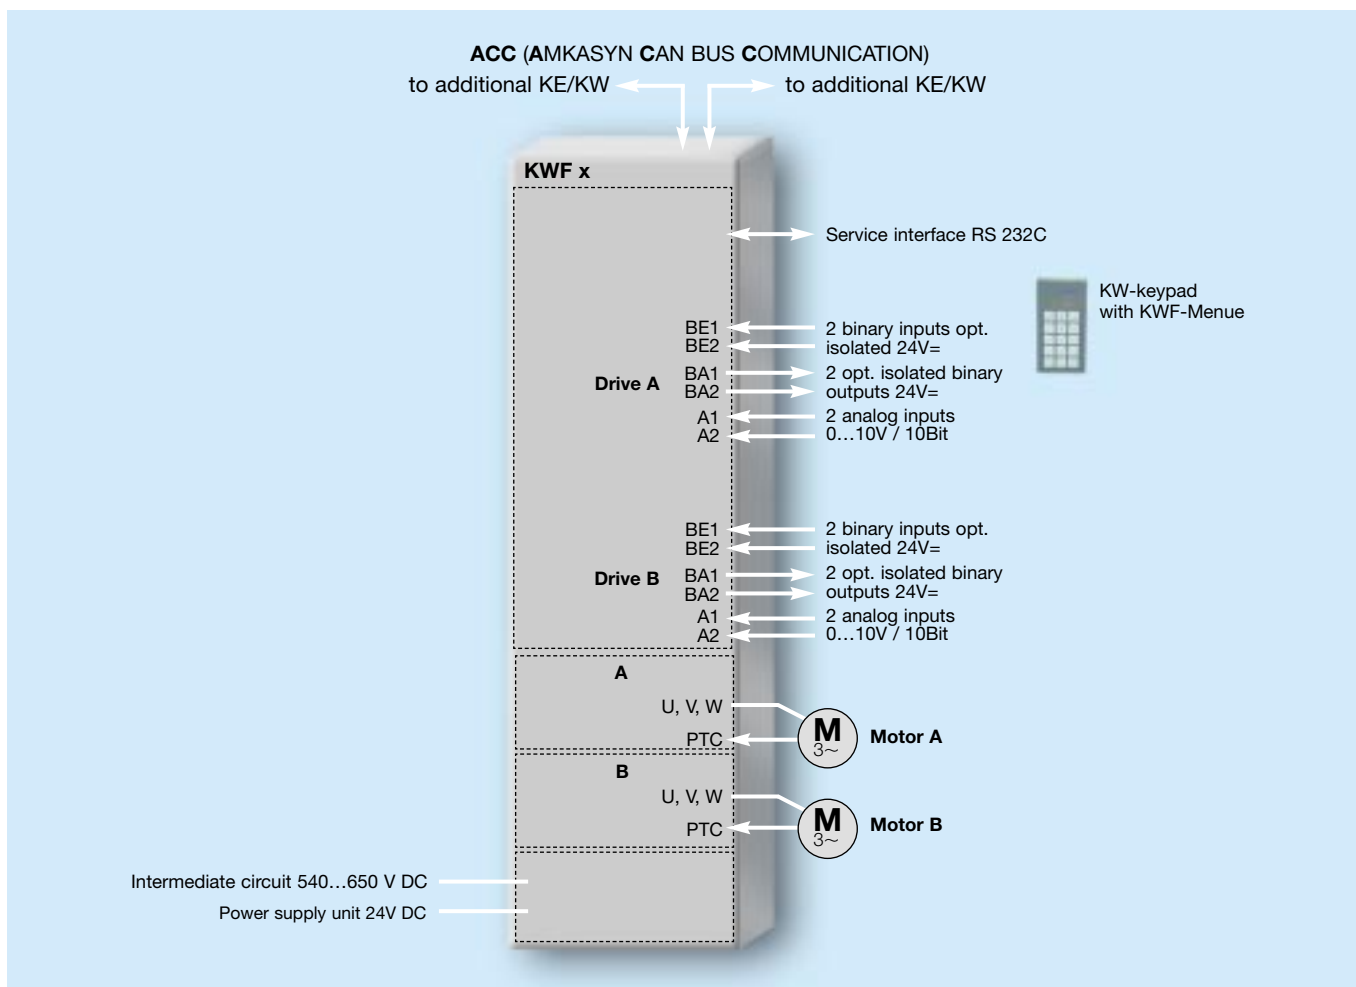 ACC (AMKASYN CAN BUS COMMUNICATION)
to additional KE/KW
to additional KE/KW
KWF x
Service interface RS 232C
KW-keypad
with KWF-Menue
Drive A
BE1
BE2
BA1
BA2
A1
A2
2 binary inputs opt.
isolated 24V=
2 opt. isolated binary
outputs 24V=
2 analog inputs
0...10V / 10Bit
Drive B
BE1
BE2
BA1
BA2
A1
A2
2 binary inputs opt.
isolated 24V=
2 opt. isolated binary
outputs 24V=
2 analog inputs
0...10V / 10Bit
A
U, V, W
PTC
M
3~
Motor A
B
U, V, W
PTC
M
3~
Motor B
Intermediate circuit 540...650 V DC
Power supply unit 24V DC